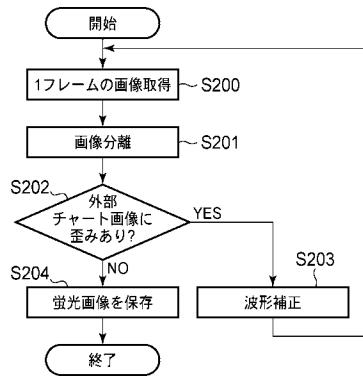 開始
1フレームの画像取得
S200
画像分離
S201
S202
外部
チャート画像に
歪みあり?
YES
NO
S204
蛍光画像を保存
S203
波形補正
終了